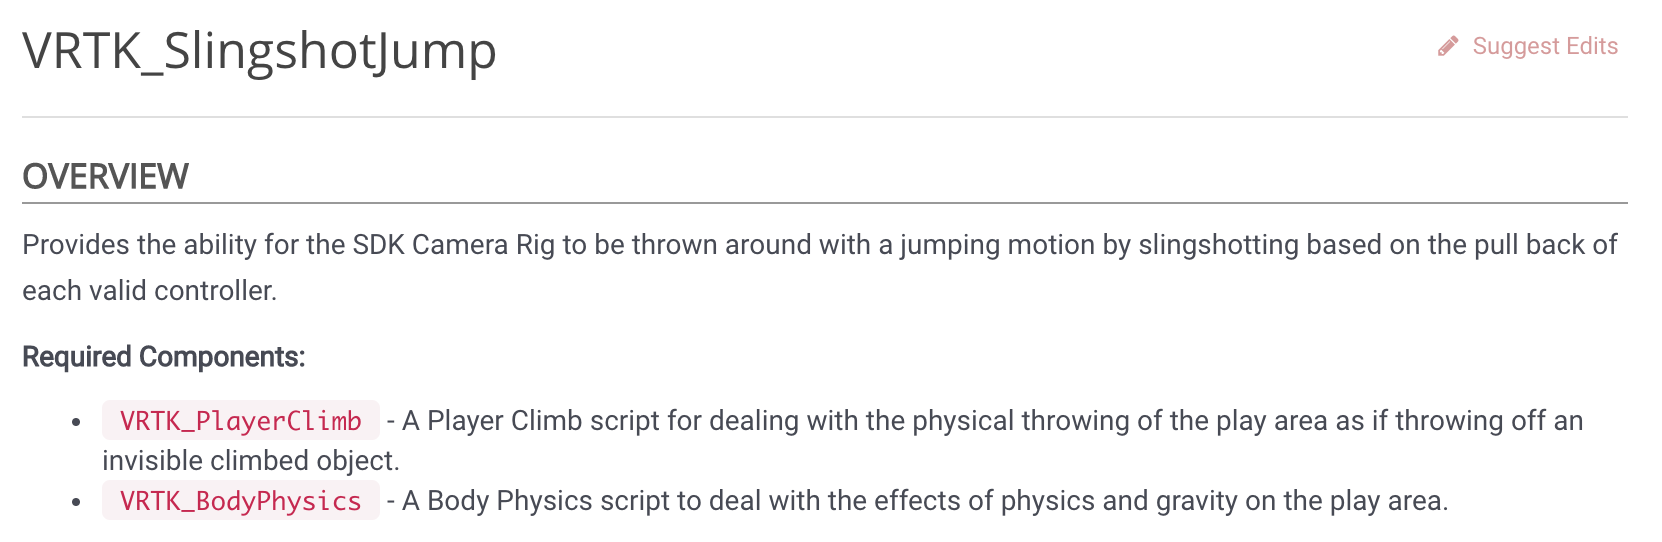 VRTK_SlingshotJump
Suggest Edits
OVERVIEW
Provides the ability for the SDK Camera Rig to be thrown around with a jumping motion by slingshotting based on the pull back of
each valid controller.
Required Components:
• VRTK_PlayerClimb - A Player Climb script for dealing with the physical throwing of the play area as if throwing off an
invisible climbed object.
• VRTK_BodyPhysics - A Body Physics script to deal with the effects of physics and gravity on the play area.